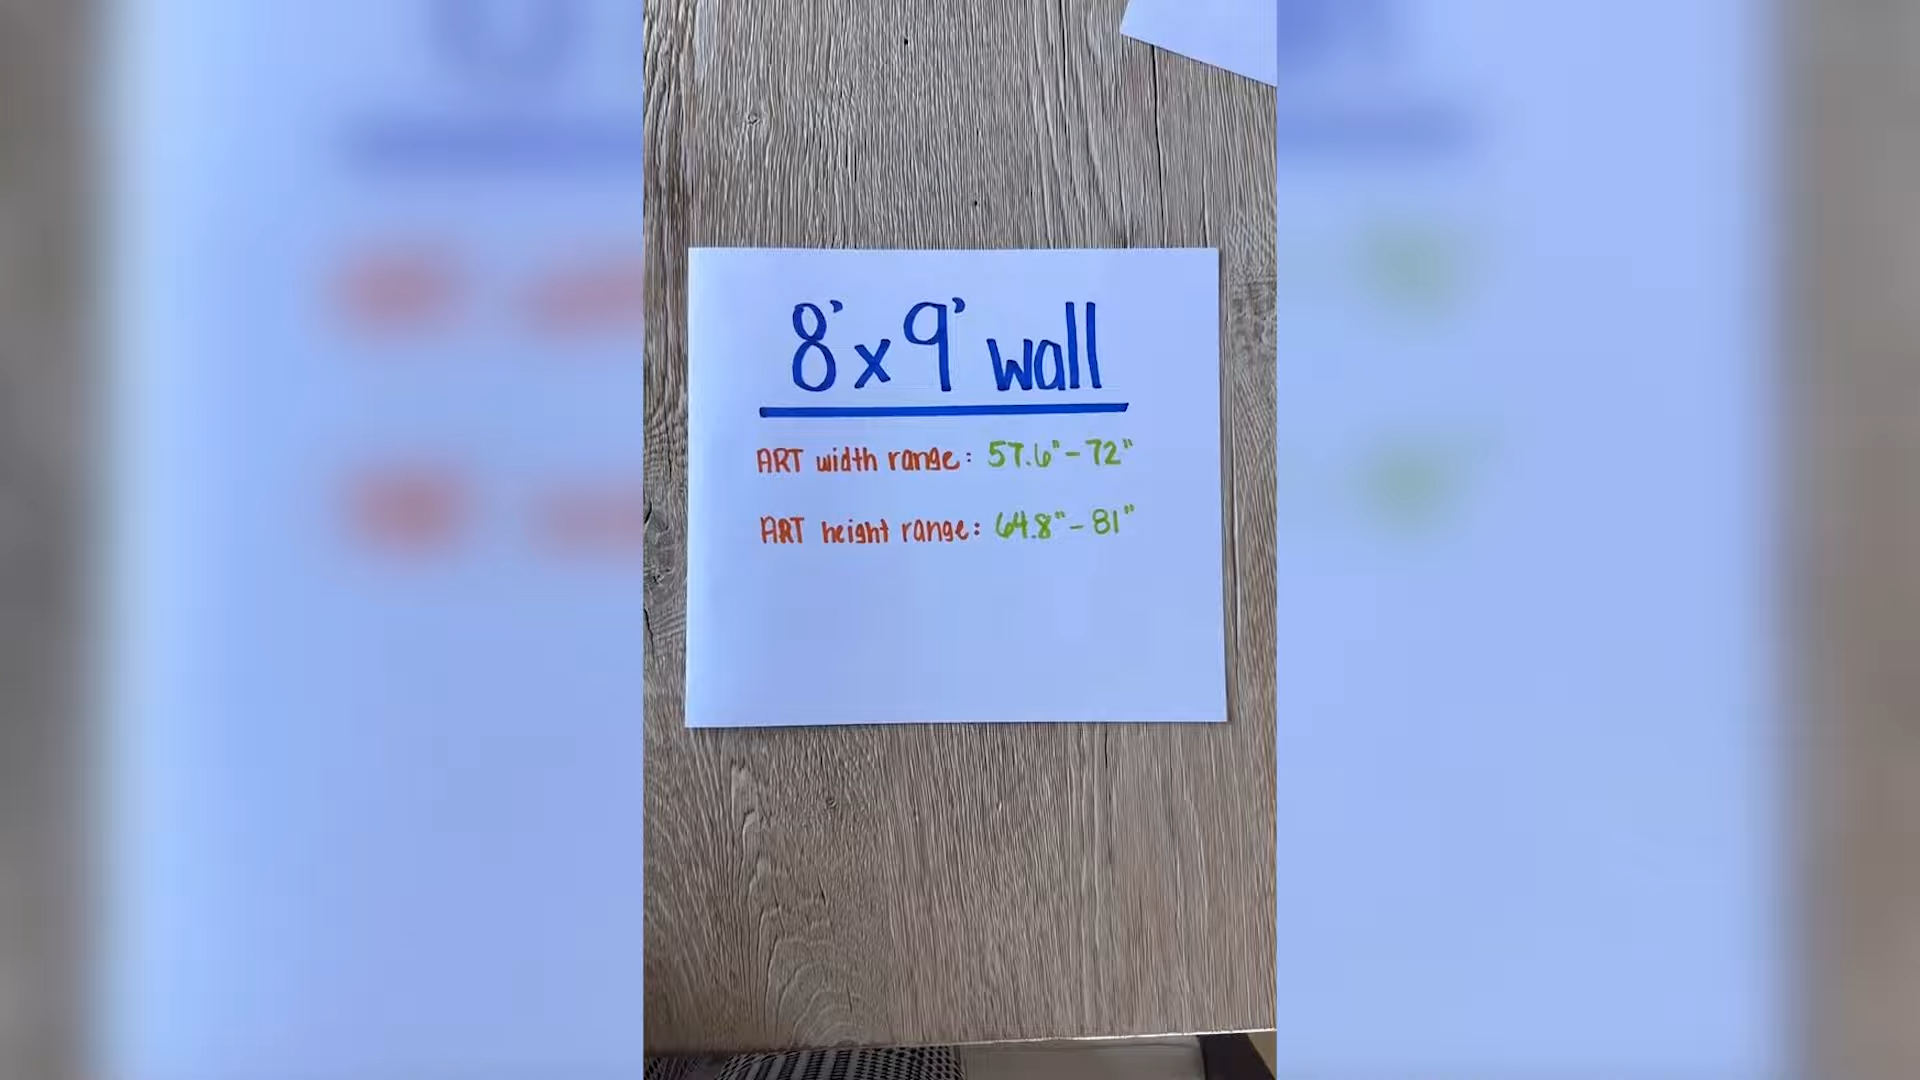 8'x9' wall
ART width range: 57.6"-72"
ART height range: 64.8"-81"